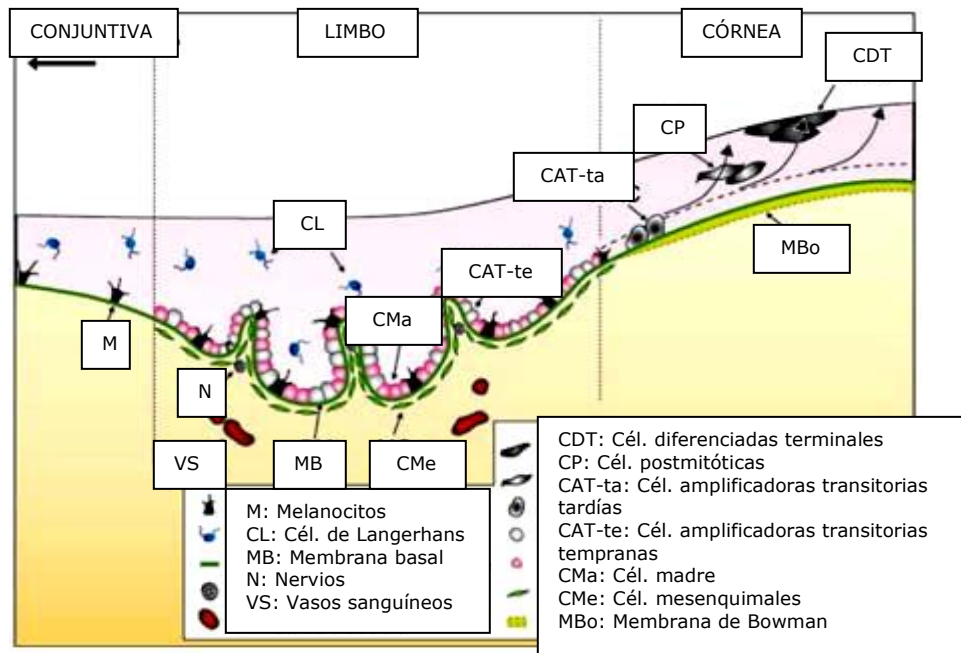 CONJUNTIVA
LIMBO
CÓRNEA
CDT
CP
CAT-ta
CL
MBo
CAT-te
CMa
M
N
VS
MB
CMe
M: Melanocitos
CL: Cél. de Langerhans
MB: Membrana basal
N: Nervios
VS: Vasos sanguíneos
CDT: Cél. diferenciadas terminales
CP: Cél. postmitóticas
CAT-ta: Cél. amplificadoras transitorias
tardías
CAT-te: Cél. amplificadoras transitorias
tempranas
CMa: Cél. madre
CMe: Cél. mesenquimales
MBo: Membrana de Bowman